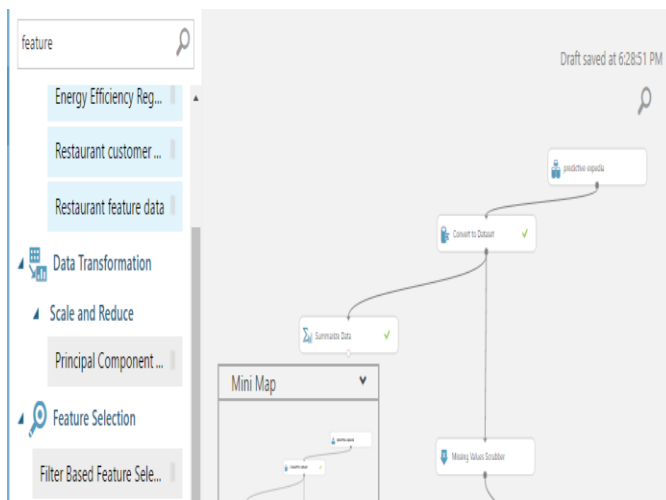 feature
Energy Efficiency Reg...
Restaurant customer ...
Restaurant feature data
Data Transformation
Scale and Reduce
Principal Component ...
Feature Selection
Filter Based Feature Sele...
Draft saved at 6:28:51 PM
predictive expedia
Convert to Dataset
Summarize Data
Missing Values Scrubber
Mini Map